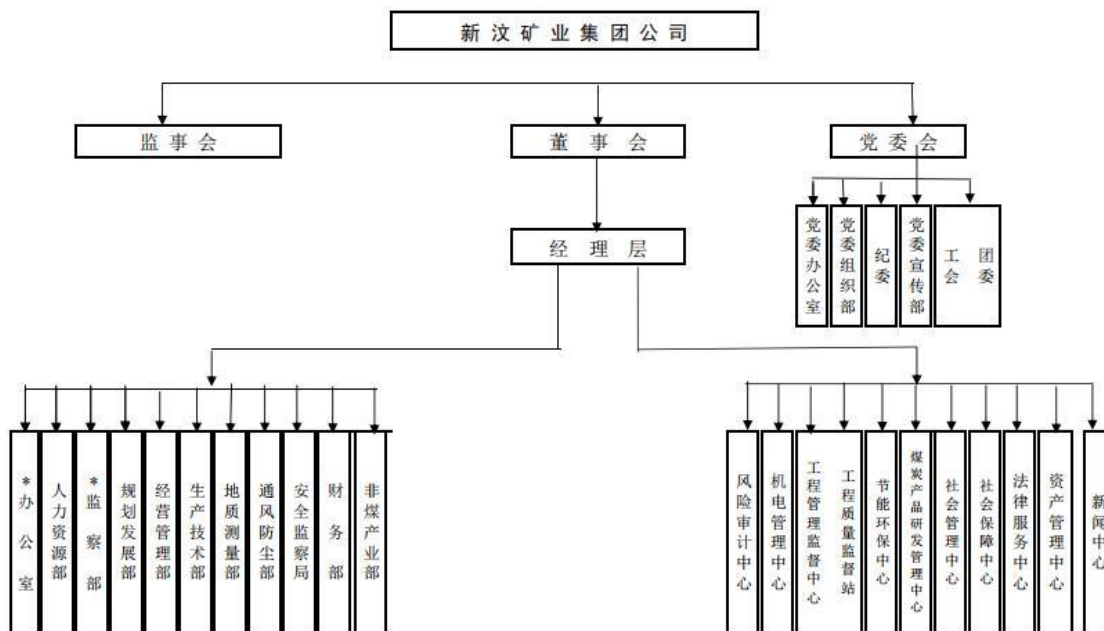 新汶矿业集团公司
监事会
董事会
党委会
经理层
党委办公室
党委组织部
纪委
党委宣传部
工会
团委
*办公室
人力资源部
*监察部
规划发展部
经营管理部
生产技术部
地质测量部
通风防尘部
安全监察局
财务部
非煤产业部
风险审计中心
机电管理中心
工程管理监督中心
工程质量监督站
节能环保中心
煤炭产品研发管理中心
社会管理中心
社会保障中心
法律服务中心
资产管理中心
新闻中心